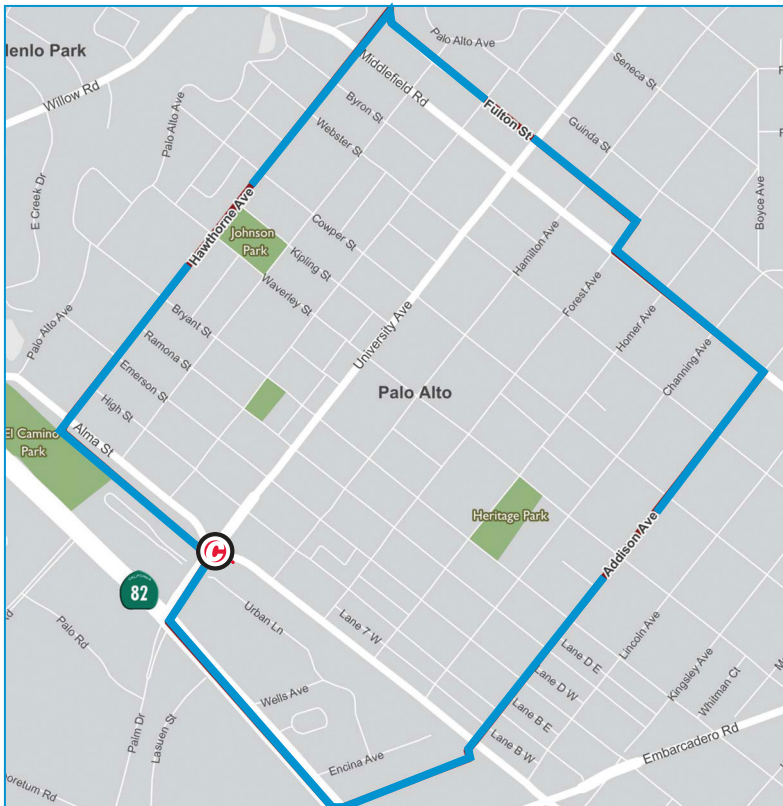 Palo Alto Ave
enlo Park
Seneca St
Middlefield Rd
Willow Rd
Byron St
Fulton St
Guinda St
Palo Alto Ave
Webster St
Boyce Ave
E Creek Dr
Hawthorne Ave
Johnson
Park
Cowper St
Hamilton Ave
Kipling St
Forest Ave
Waverley St
Homer Ave
Palo Alto Ave
Bryant St
University Ave
Channing Ave
Ramona St
Emerson St
Palo Alto
High St
El Camino
Park
Alma St
Heritage Park
Addison Ave
C
CALIFORNIA
82
Urban Ln
Lane 7 W
Lincoln Ave
Palo Rd
Lane D E
Kingsley Ave
Whitman Ct
Lane D W
Wells Ave
Lane B E
Palm Dr
Lasuen St
Lane B W
Embarcadero Rd
Encina Ave
oretum Rd